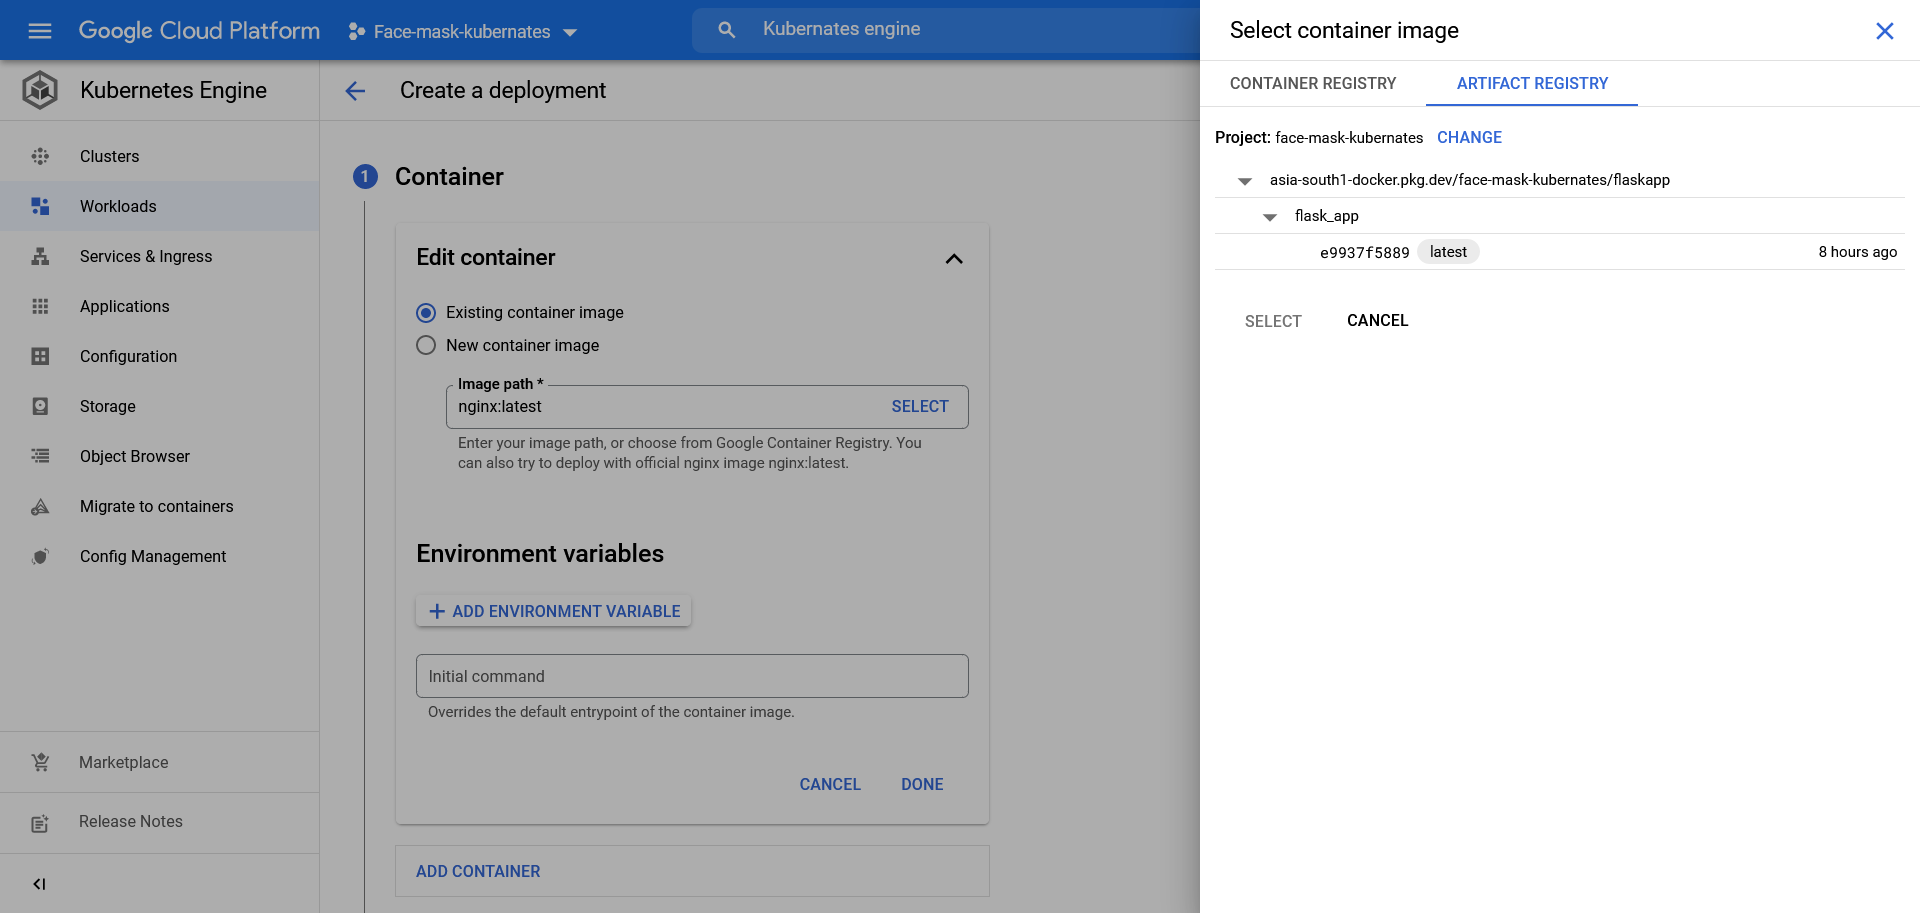 Google Cloud Platform
Face-mask-kubernates
Kubernates engine
Kubernetes Engine
Clusters
Workloads
Services & Ingress
Applications
Configuration
Storage
Object Browser
Migrate to containers
Config Management
Marketplace
Release Notes
Create a deployment
1 Container
Edit container
Existing container image
New container image
Image path *
nginx:latest SELECT
Enter your image path, or choose from Google Container Registry. You
can also try to deploy with official nginx image nginx:latest.
Environment variables
ADD ENVIRONMENT VARIABLE
Initial command
Overrides the default entrypoint of the container image.
CANCEL DONE
ADD CONTAINER
Select container image
CONTAINER REGISTRY ARTIFACT REGISTRY
Project: face-mask-kubernates CHANGE
asia-south1-docker.pkg.dev/face-mask-kubernates/flaskapp
flask_app
e9937f5889 latest 8 hours ago
SELECT CANCEL